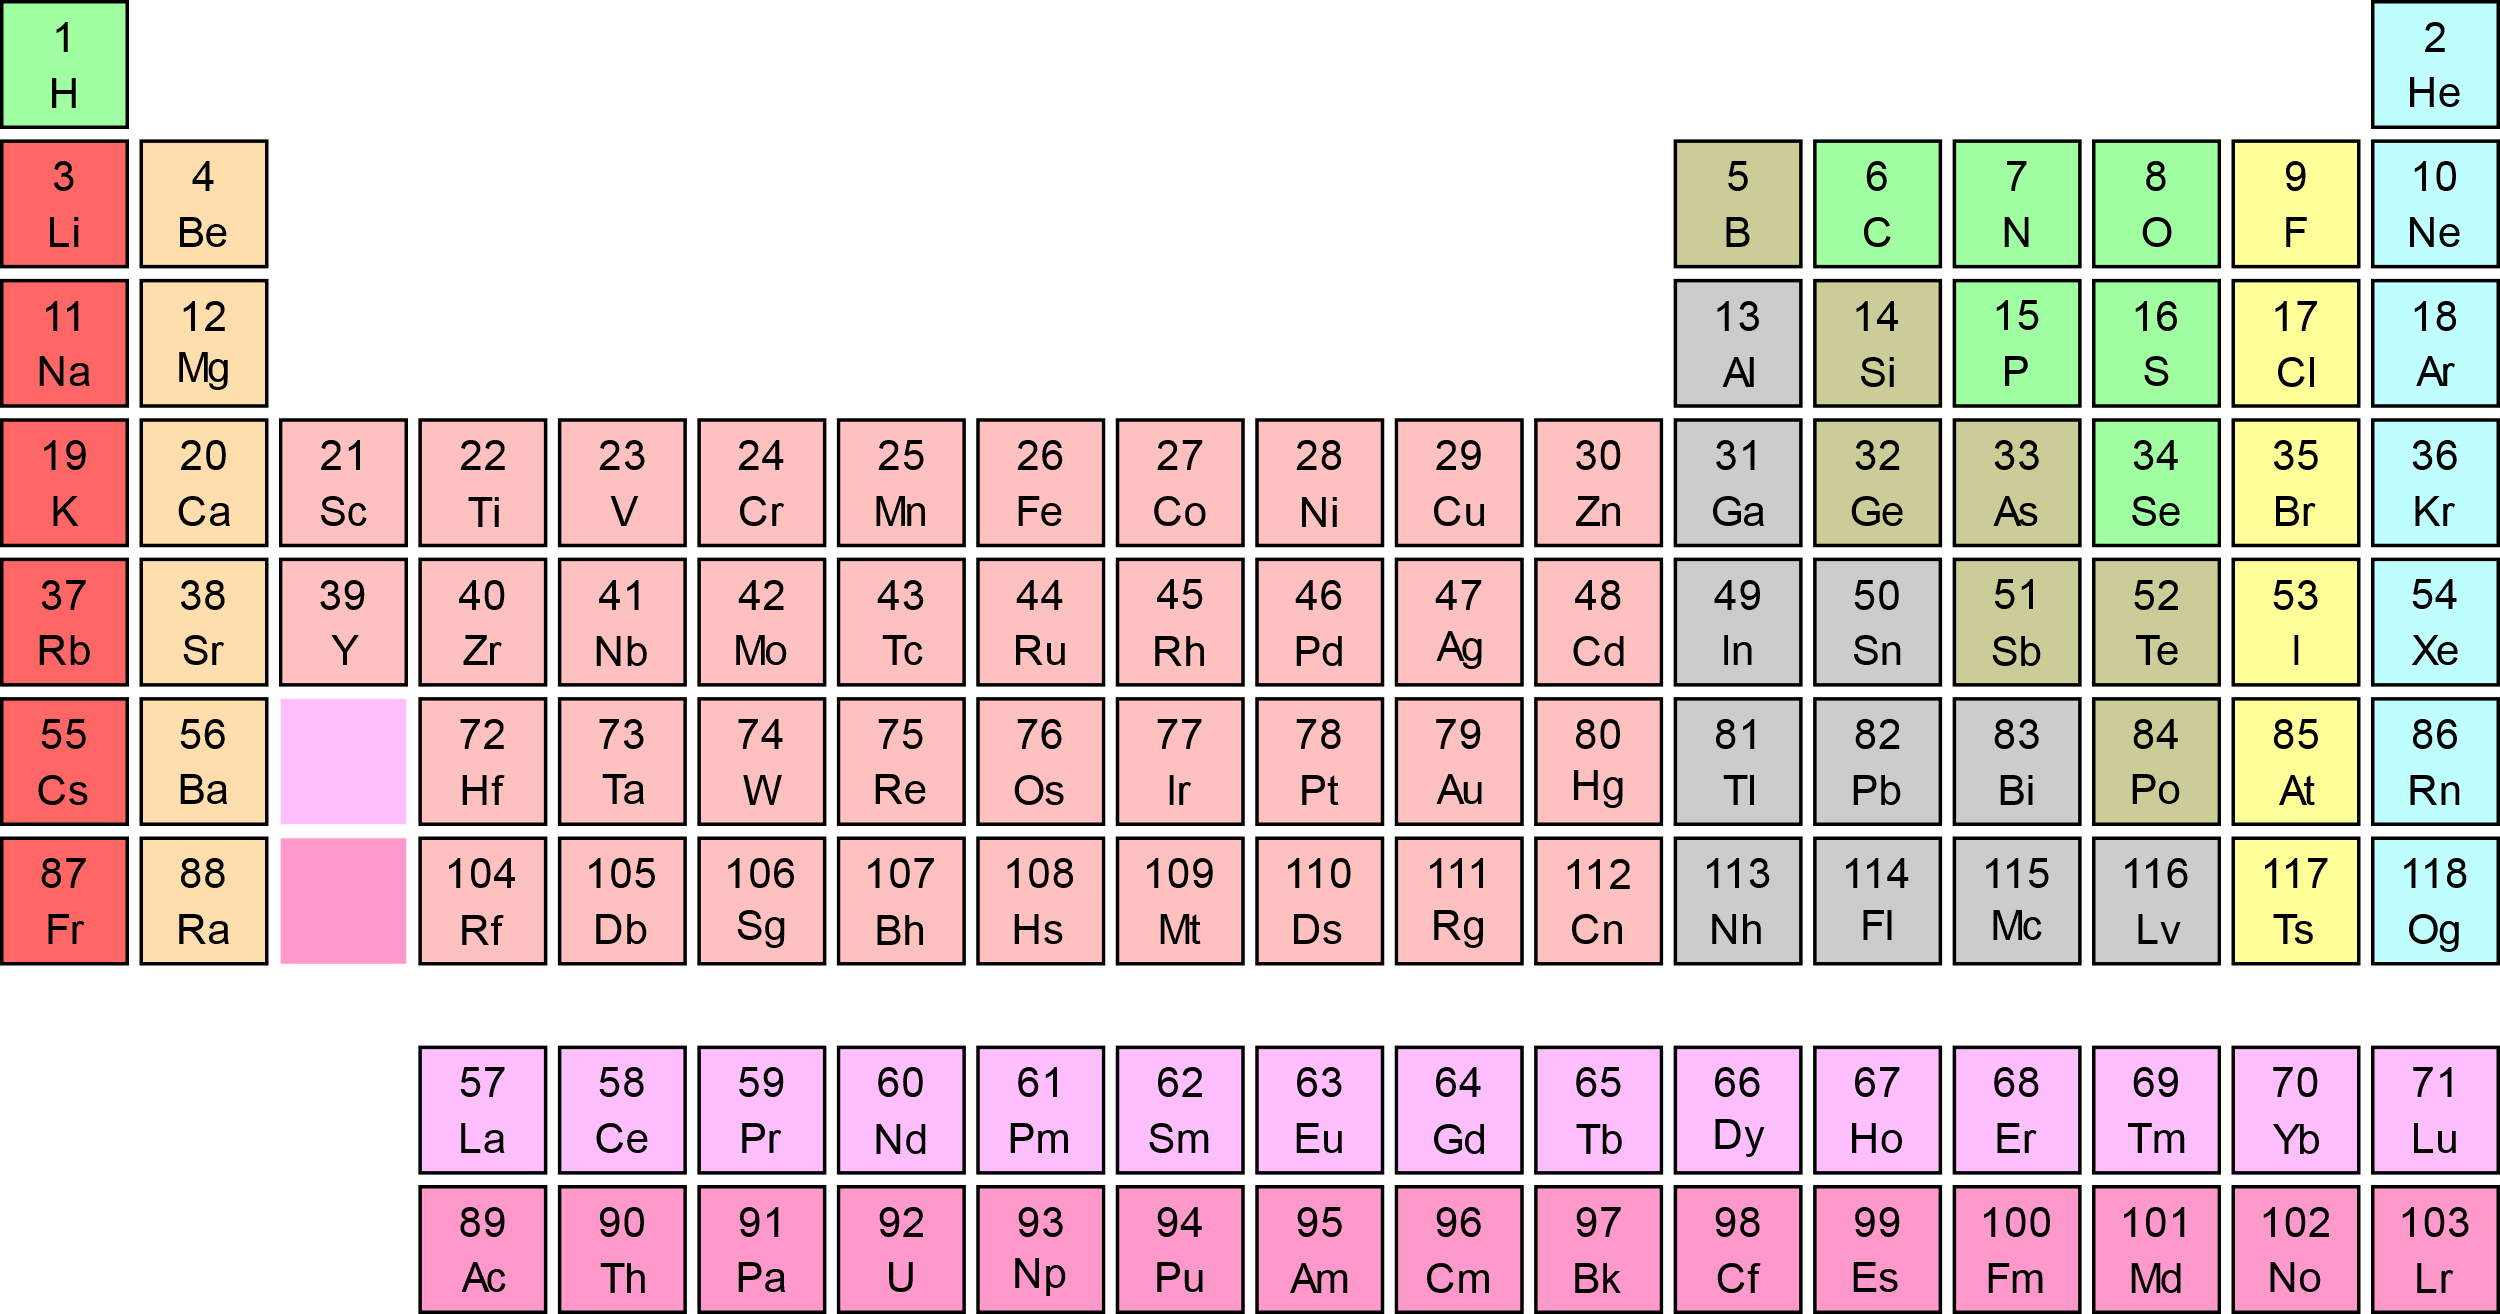 1 2
H He
3 4 5 6 7 8 9 10
Li Be B C N O F Ne
11 12 13 14 15 16 17 18
Na Mg Al Si P S Cl Ar
19 20 21 22 23 24 25 26 27 28 29 30 31 32 33 34 35 36
K Ca Sc Ti V Cr Mn Fe Co Ni Cu Zn Ga Ge As Se Br Kr
37 38 39 40 41 42 43 44 45 46 47 48 49 50 51 52 53 54
Rb Sr Y Zr Nb Mo Tc Ru Rh Pd Ag Cd In Sn Sb Te I Xe
55 56 72 73 74 75 76 77 78 79 80 81 82 83 84 85 86
Cs Ba Hf Ta W Re Os Ir Pt Au Hg Tl Pb Bi Po At Rn
87 88 104 105 106 107 108 109 110 111 112 113 114 115 116 117 118
Fr Ra Rf Db Sg Bh Hs Mt Ds Rg Cn Nh Fl Mc Lv Ts Og
57 58 59 60 61 62 63 64 65 66 67 68 69 70 71
La Ce Pr Nd Pm Sm Eu Gd Tb Dy Ho Er Tm Yb Lu
89 90 91 92 93 94 95 96 97 98 99 100 101 102 103
Ac Th Pa U Np Pu Am Cm Bk Cf Es Fm Md No Lr